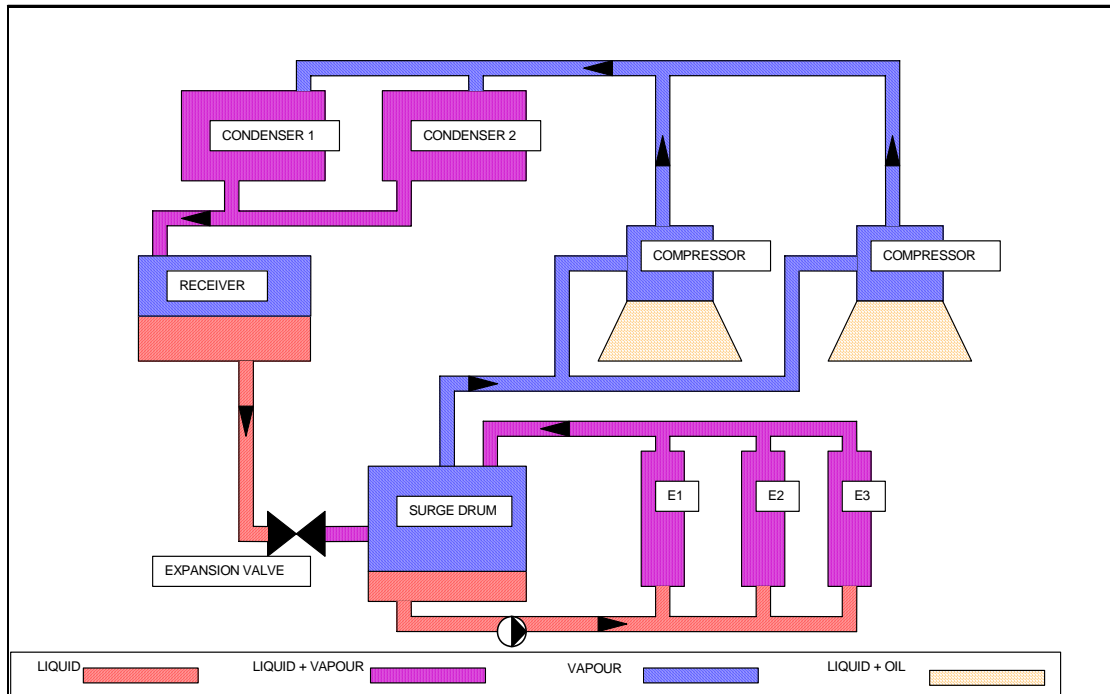 CONDENSER 1
CONDENSER 2
COMPRESSOR
COMPRESSOR
RECEIVER
E1
E2
E3
SURGE DRUM
EXPANSION VALVE
LIQUID
LIQUID + VAPOUR
VAPOUR
LIQUID + OIL